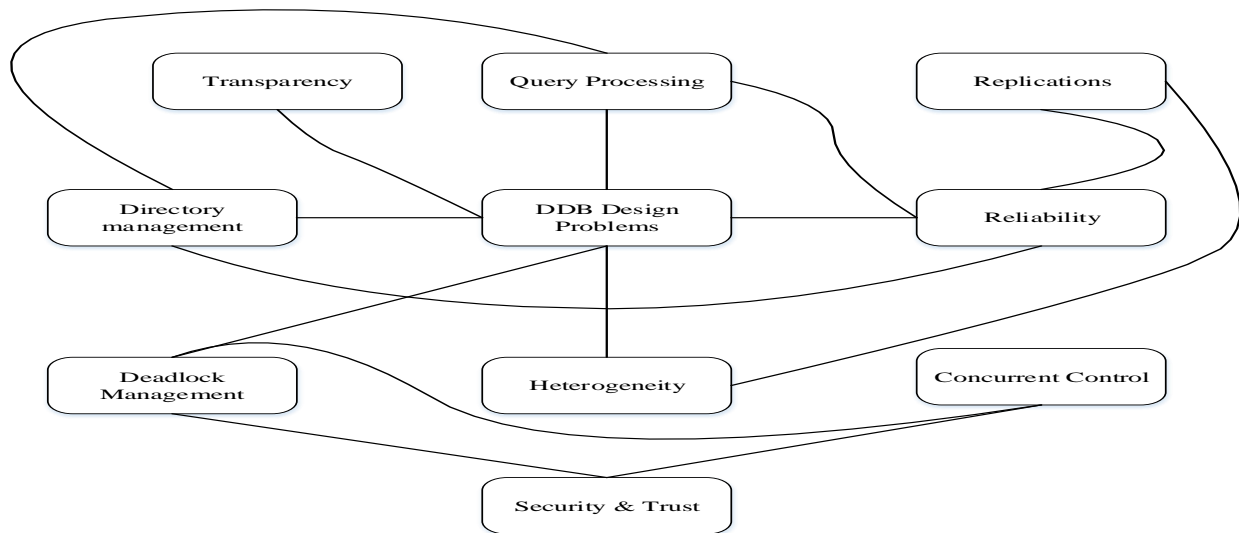 Transparency
Query Processing
Replications
Directory
management
DDB Design
Problems
Reliability
Deadlock
Management
Heterogeneity
Concurrent Control
Security & Trust